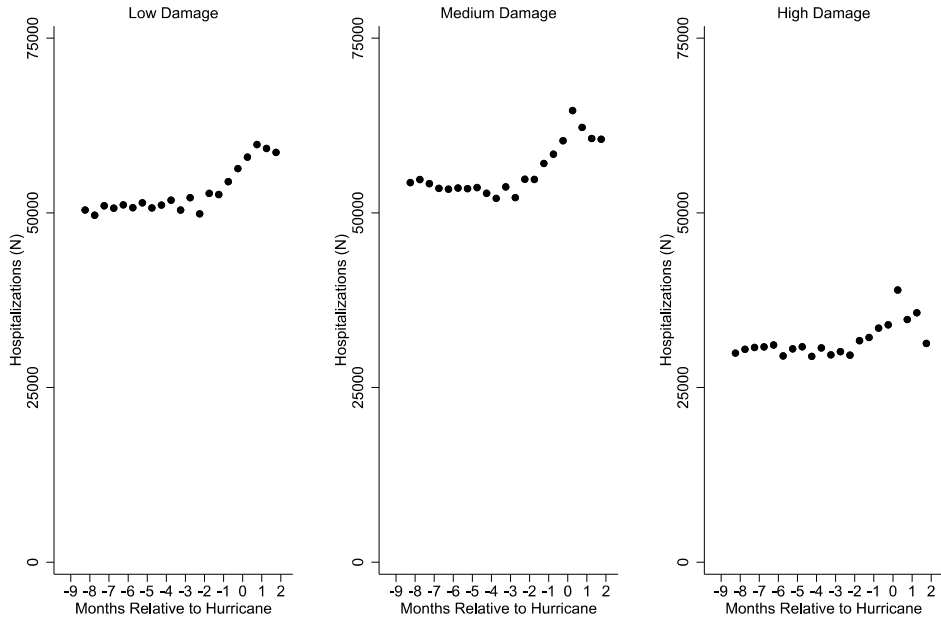 Low Damage
Hospitalizations (N)
75000
50000
25000
0
-9 -8 -7 -6 -5 -4 -3 -2 -1 0 1 2
Months Relative to Hurricane
Medium Damage
Hospitalizations (N)
75000
50000
25000
0
-9 -8 -7 -6 -5 -4 -3 -2 -1 0 1 2
Months Relative to Hurricane
High Damage
Hospitalizations (N)
75000
50000
25000
0
-9 -8 -7 -6 -5 -4 -3 -2 -1 0 1 2
Months Relative to Hurricane